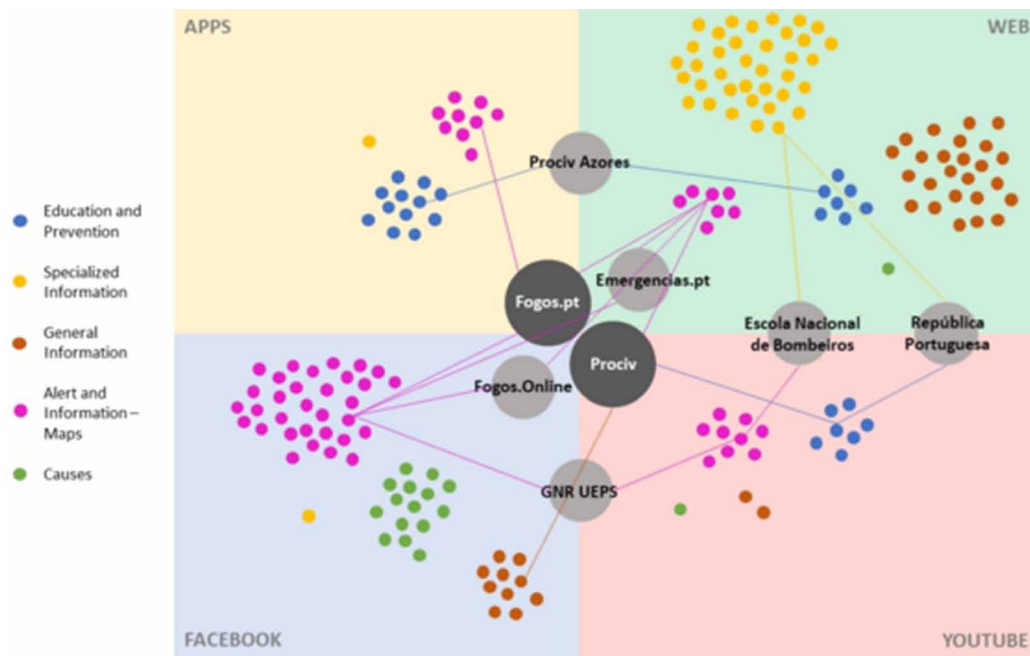 APPS
WEB
Prociv Azores
Education and
Prevention
Specialized
Information
General
Information
Alert and
Information –
Maps
Causes
Emergencias.pt
Fogos.pt
Escola Nacional
de Bombeiros
República
Portuguesa
Prociv
Fogos.Online
GNR UEPS
FACEBOOK
YOUTUBE